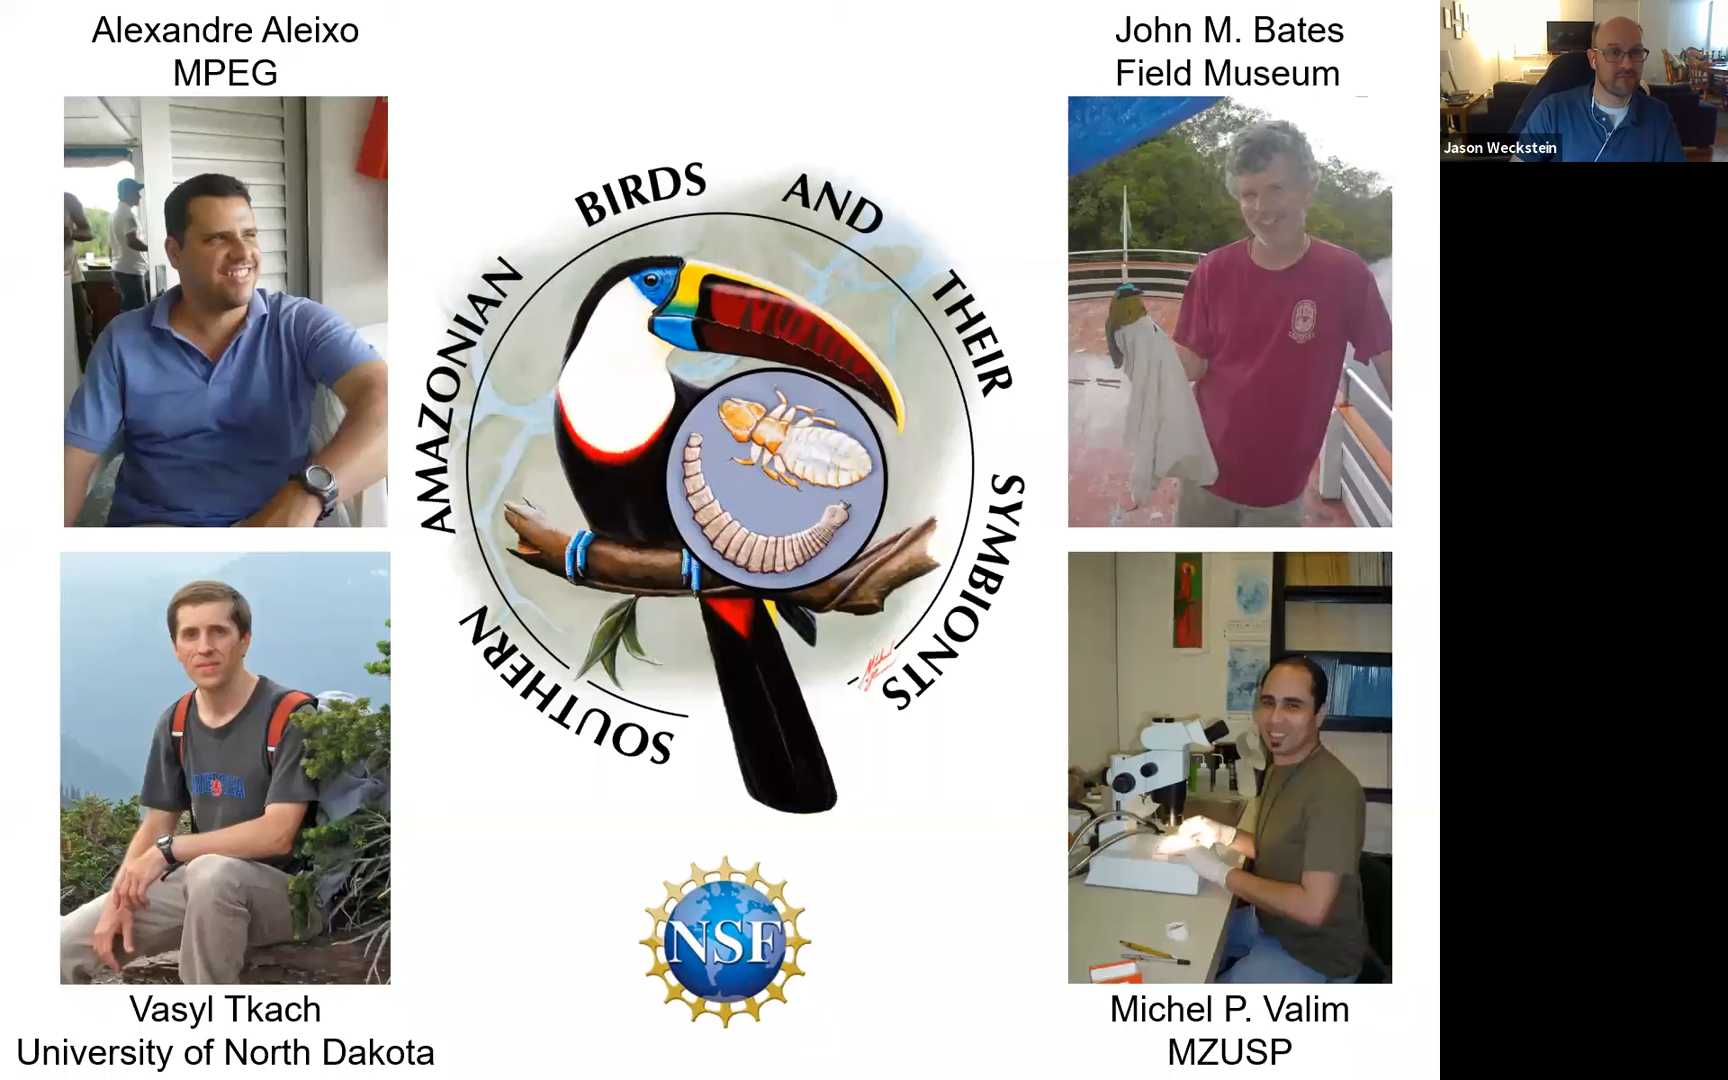 Alexandre Aleixo
MPEG
John M. Bates
Field Museum
Jason Weckstein
SOUTHERN AMAZONIAN BIRDS AND THEIR SYMBIONTS
NSF
Vasyl Tkach
University of North Dakota
Michel P. Valim
MZUSP